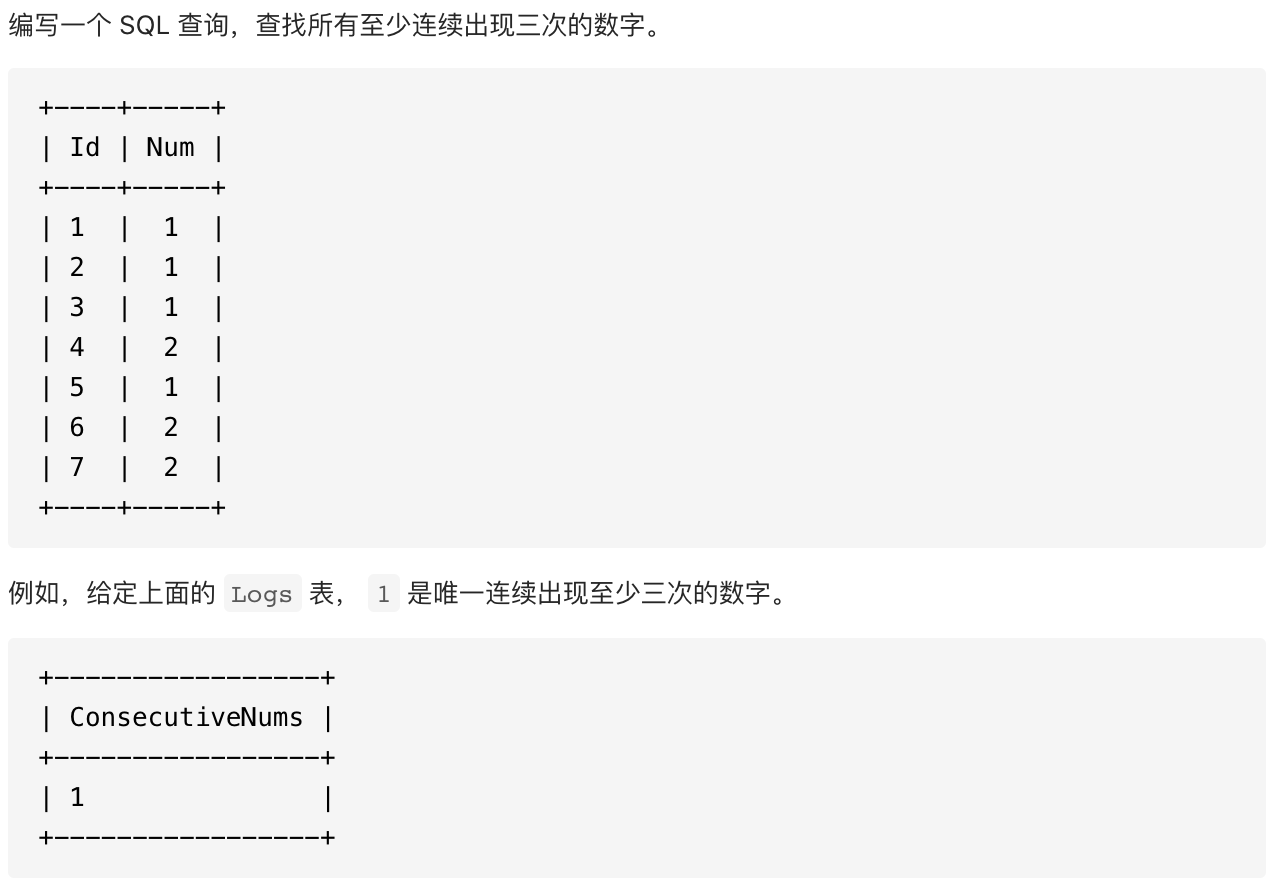 编写一个 SQL 查询，查找所有至少连续出现三次的数字。
+----+-----+
| Id | Num |
+----+-----+
| 1  |  1  |
| 2  |  1  |
| 3  |  1  |
| 4  |  2  |
| 5  |  1  |
| 6  |  2  |
| 7  |  2  |
+----+-----+
例如，给定上面的 Logs 表， 1 是唯一连续出现至少三次的数字。
+-----------------+
| ConsecutiveNums |
+-----------------+
| 1               |
+-----------------+